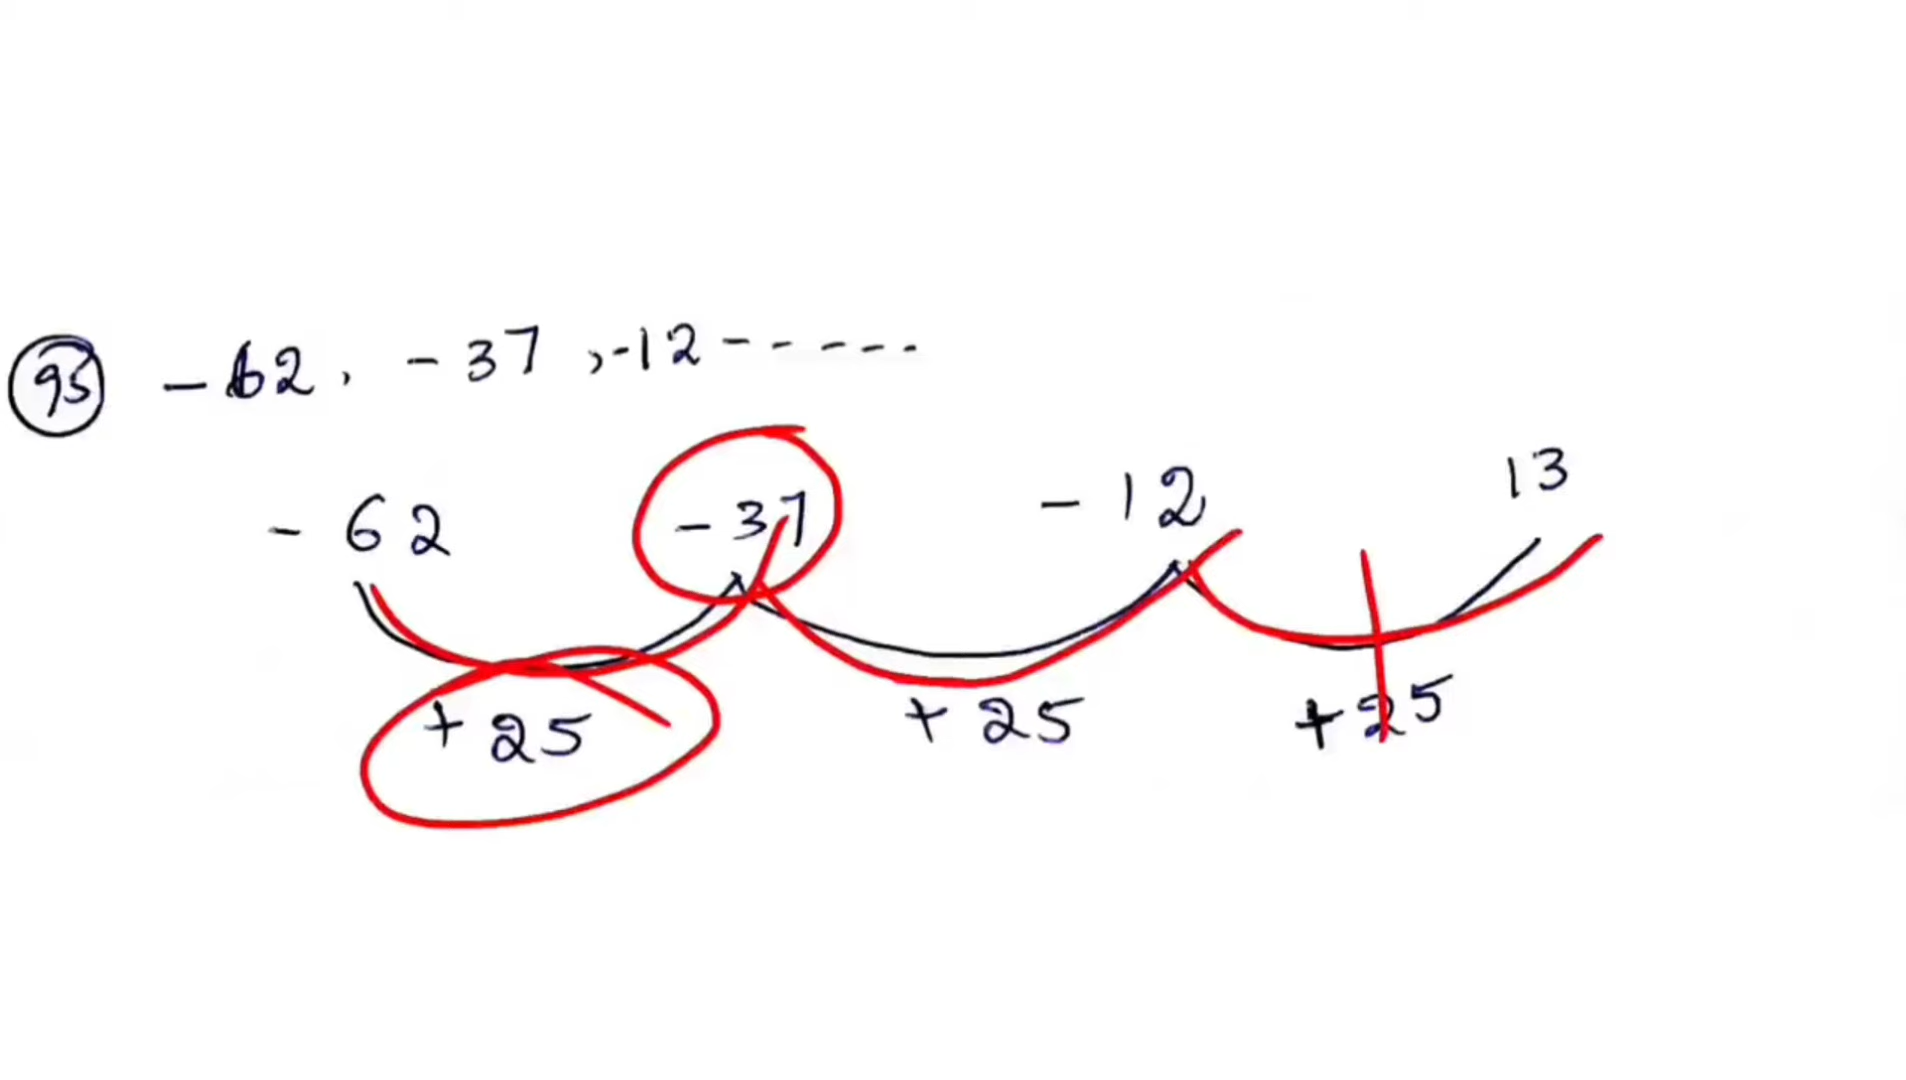 95 - 62, - 37, -12 ------
- 62 - 37 - 12 13
+ 25 + 25 + 25